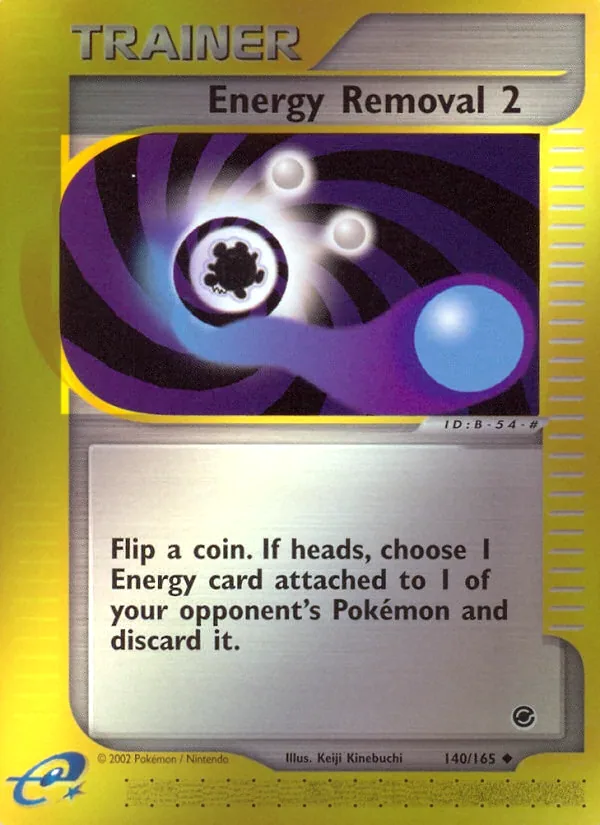 TRAINER
Energy Removal 2
ID:B-54-#
Flip a coin. If heads, choose 1
Energy card attached to 1 of
your opponent's Pokémon and
discard it.
© 2002 Pokémon / Nintendo
Illus. Keiji Kinebuchi
140/165
e